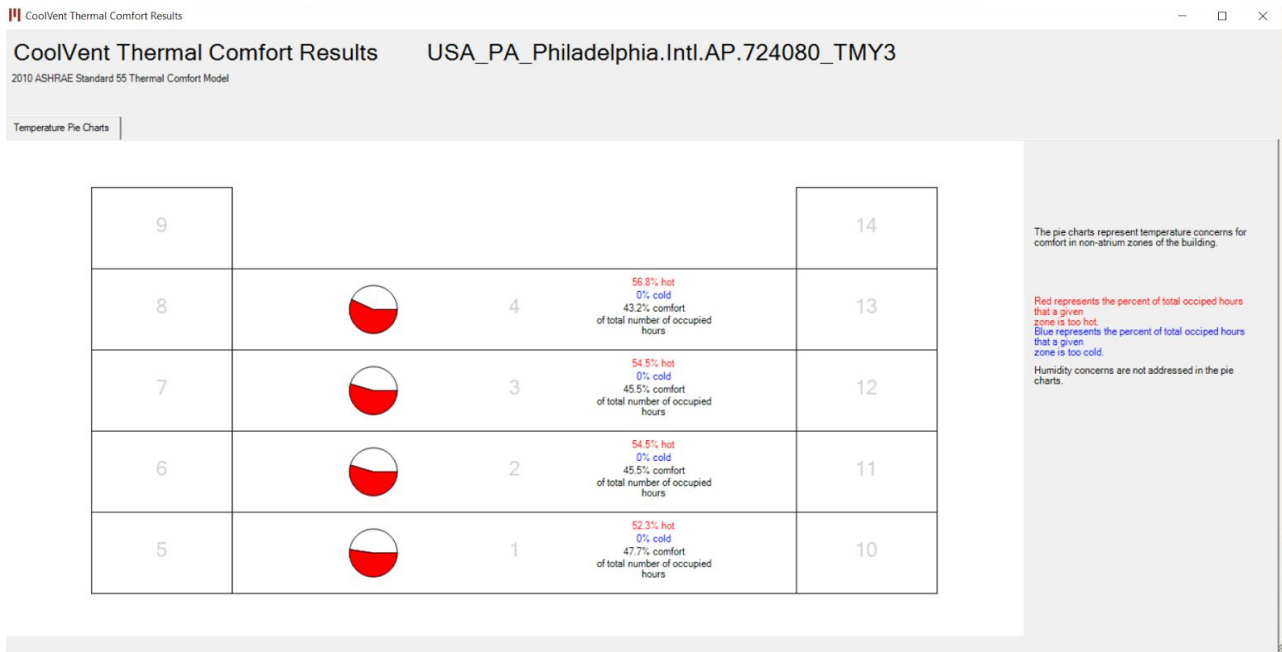 CoolVent Thermal Comfort Results
CoolVent Thermal Comfort Results USA_PA_Philadelphia.Intl.AP.724080_TMY3
2010 ASHRAE Standard 55 Thermal Comfort Model
Temperature Pie Charts
9
14
The pie charts represent temperature concerns for
comfort in non-atrium zones of the building.
8
4
56.8% hot
0% cold
43.2% comfort
of total number of occupied
hours
13
Red represents the percent of total occiped hours
that a given
zone is too hot.
Blue represents the percent of total occiped hours
that a given
zone is too cold.
Humidity concerns are not addressed in the pie
charts.
7
3
54.5% hot
0% cold
45.5% comfort
of total number of occupied
hours
12
6
2
54.5% hot
0% cold
45.5% comfort
of total number of occupied
hours
11
5
1
52.3% hot
0% cold
47.7% comfort
of total number of occupied
hours
10